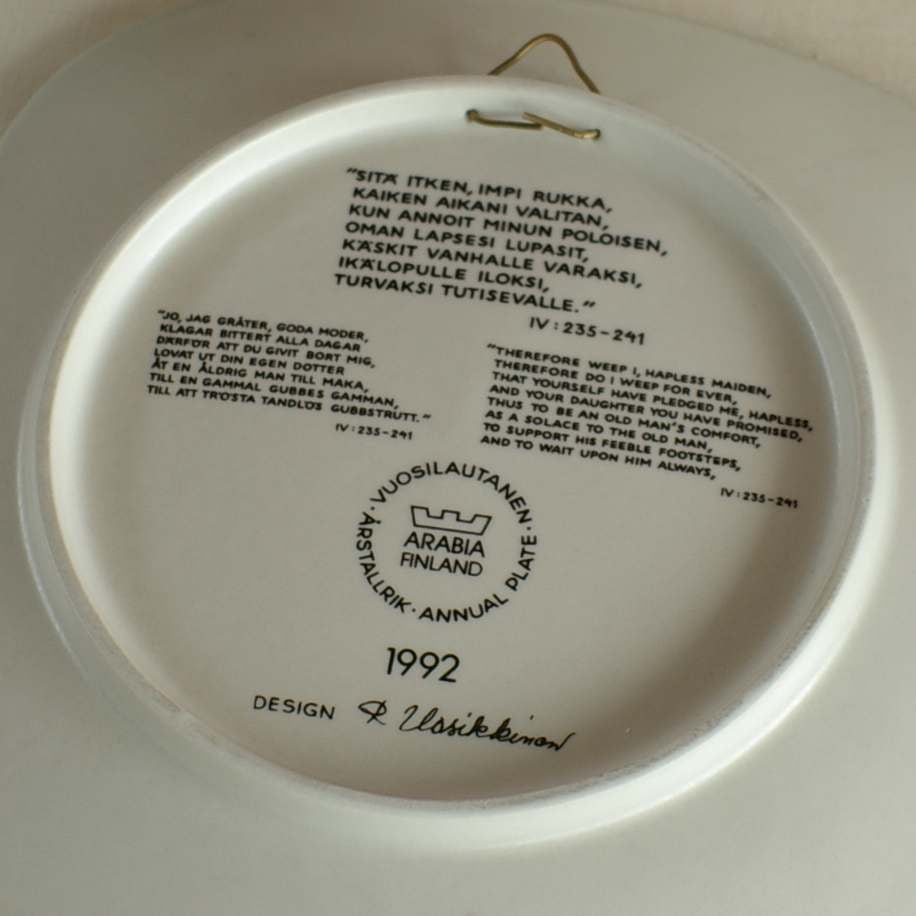 "SITÄ ITKEN, IMPI RUKKA,
KAIKEN AIKANI VALITAN,
KUN ANNOIT MINUN POLOISEN,
OMAN LAPSESI LUPASIT,
KÄSKIT VANHALLE VARAKSI,
IKÄLOPULLE ILOKSI,
TURVAKSI TUTISEVALLE."
IV : 235-241
"JO, JAG GRÅTER, GODA MODER,
KLAGAR BITTERT ALLA DAGAR
DÄRFÖR ATT DU GIVIT BORT MIG,
LOVAT UT DIN EGEN DOTTER
ÅT EN ÅLDRIG MAN TILL MAKA,
TILL EN GAMMAL GUBBES GAMMAN,
TILL ATT TRÖSTA TANDLÖS GUBBSTRUTT."
IV : 235-241
"THEREFORE WEEP I, HAPLESS MAIDEN,
THEREFORE DO I WEEP FOR EVER,
THAT YOURSELF HAVE PLEDGED ME, HAPLESS,
AND YOUR DAUGHTER YOU HAVE PROMISED,
THUS TO BE AN OLD MAN'S COMFORT,
AS A SOLACE TO THE OLD MAN,
TO SUPPORT HIS FEEBLE FOOTSTEPS,
AND TO WAIT UPON HIM ALWAYS,
IV : 235-241
· VUOSILAUTANEN ·
ARABIA
FINLAND
ÅRSTALLRIK · ANNUAL PLATE
1992
DESIGN R Uosikkinen